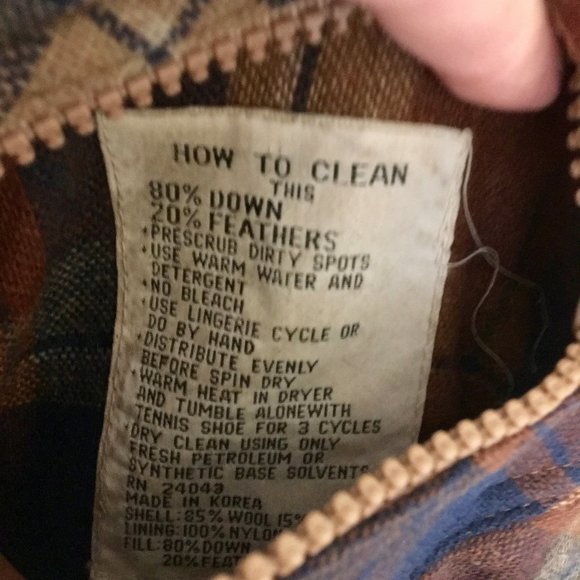 HOW TO CLEAN
THIS
80% DOWN
20% FEATHERS
•PRESCRUB DIRTY SPOTS
•USE WARM WATER AND
DETERGENT
•NO BLEACH
•USE LINGERIE CYCLE OR
DO BY HAND
•DISTRIBUTE EVENLY
BEFORE SPIN DRY
•WARM HEAT IN DRYER
AND TUMBLE ALONEWITH
TENNIS SHOE FOR 3 CYCLES
•DRY CLEAN USING ONLY
FRESH PETROLEUM OR
SYNTHETIC BASE SOLVENTS
RN 24043
MADE IN KOREA
SHELL: 85% WOOL 15%
LINING: 100% NYLON
FILL: 80% DOWN
20% FEAT